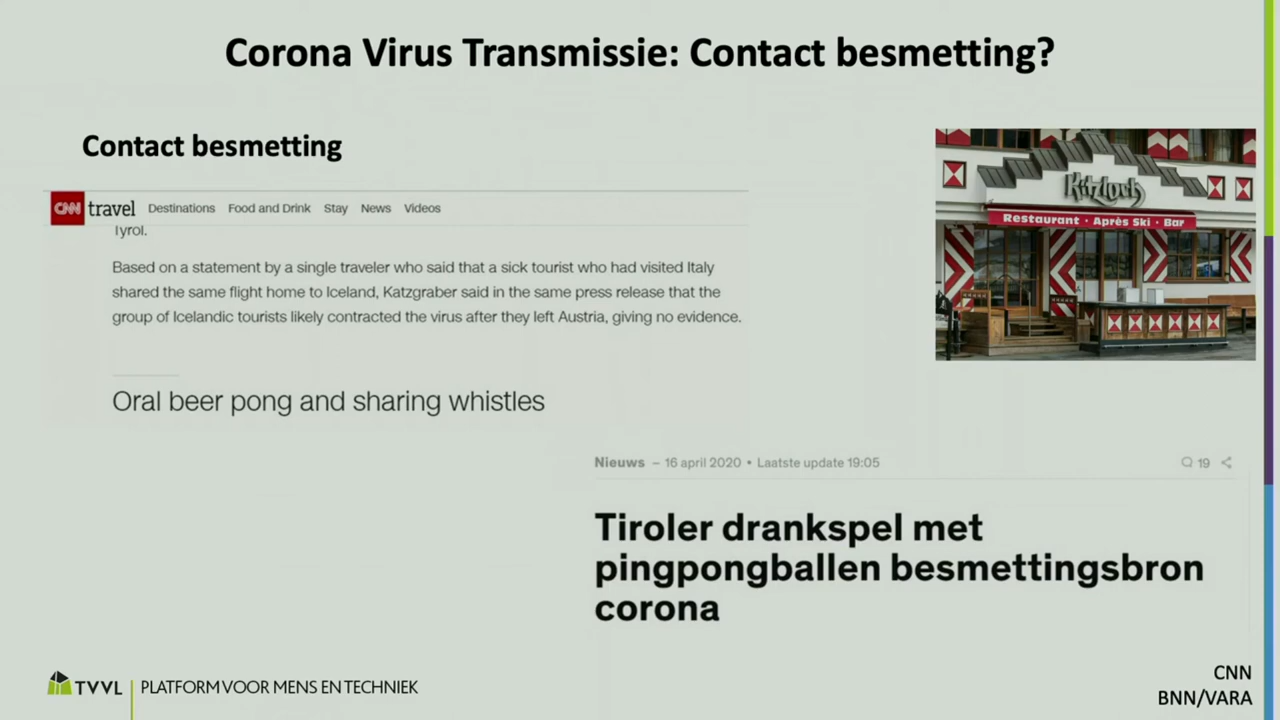 Corona Virus Transmissie: Contact besmetting?
Contact besmetting
CNN travel Destinations Food and Drink Stay News Videos
Tyrol.
Based on a statement by a single traveler who said that a sick tourist who had visited Italy
shared the same flight home to Iceland, Katzgraber said in the same press release that the
group of Icelandic tourists likely contracted the virus after they left Austria, giving no evidence.
Oral beer pong and sharing whistles
Kitzloch
Restaurant · Après Ski · Bar
Nieuws – 16 april 2020 • Laatste update 19:05
19
Tiroler drankspel met
pingpongballen besmettingsbron
corona
TVVL PLATFORM VOOR MENS EN TECHNIEK
CNN
BNN/VARA